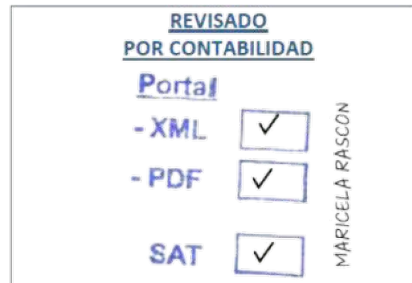 REVISADO
POR CONTABILIDAD
Portal
- XML ✓
- PDF ✓
SAT ✓
MARICELA RASCON